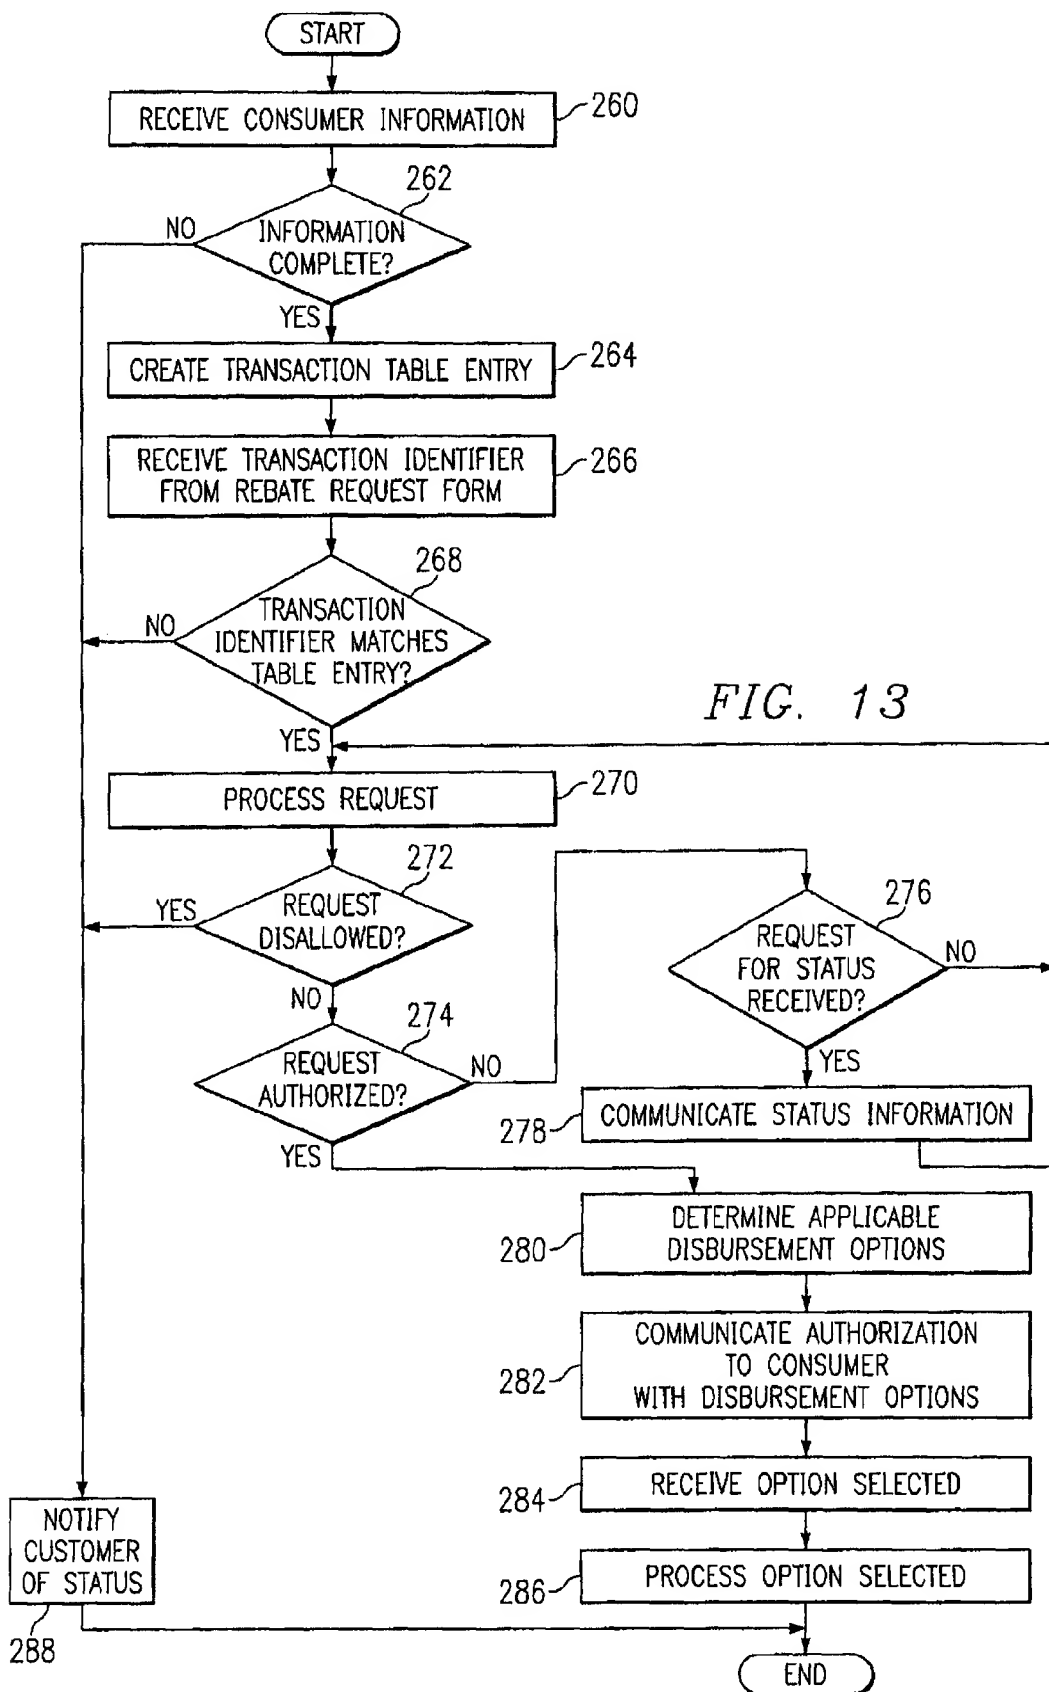 START
RECEIVE CONSUMER INFORMATION
260
262
INFORMATION
COMPLETE?
NO
YES
CREATE TRANSACTION TABLE ENTRY
264
RECEIVE TRANSACTION IDENTIFIER
FROM REBATE REQUEST FORM
266
268
TRANSACTION
IDENTIFIER MATCHES
TABLE ENTRY?
NO
YES
FIG. 13
PROCESS REQUEST
270
272
REQUEST
DISALLOWED?
YES
NO
274
REQUEST
AUTHORIZED?
NO
YES
276
REQUEST
FOR STATUS
RECEIVED?
NO
YES
COMMUNICATE STATUS INFORMATION
278
DETERMINE APPLICABLE
DISBURSEMENT OPTIONS
280
COMMUNICATE AUTHORIZATION
TO CONSUMER
WITH DISBURSEMENT OPTIONS
282
RECEIVE OPTION SELECTED
284
PROCESS OPTION SELECTED
286
NOTIFY
CUSTOMER
OF STATUS
288
END